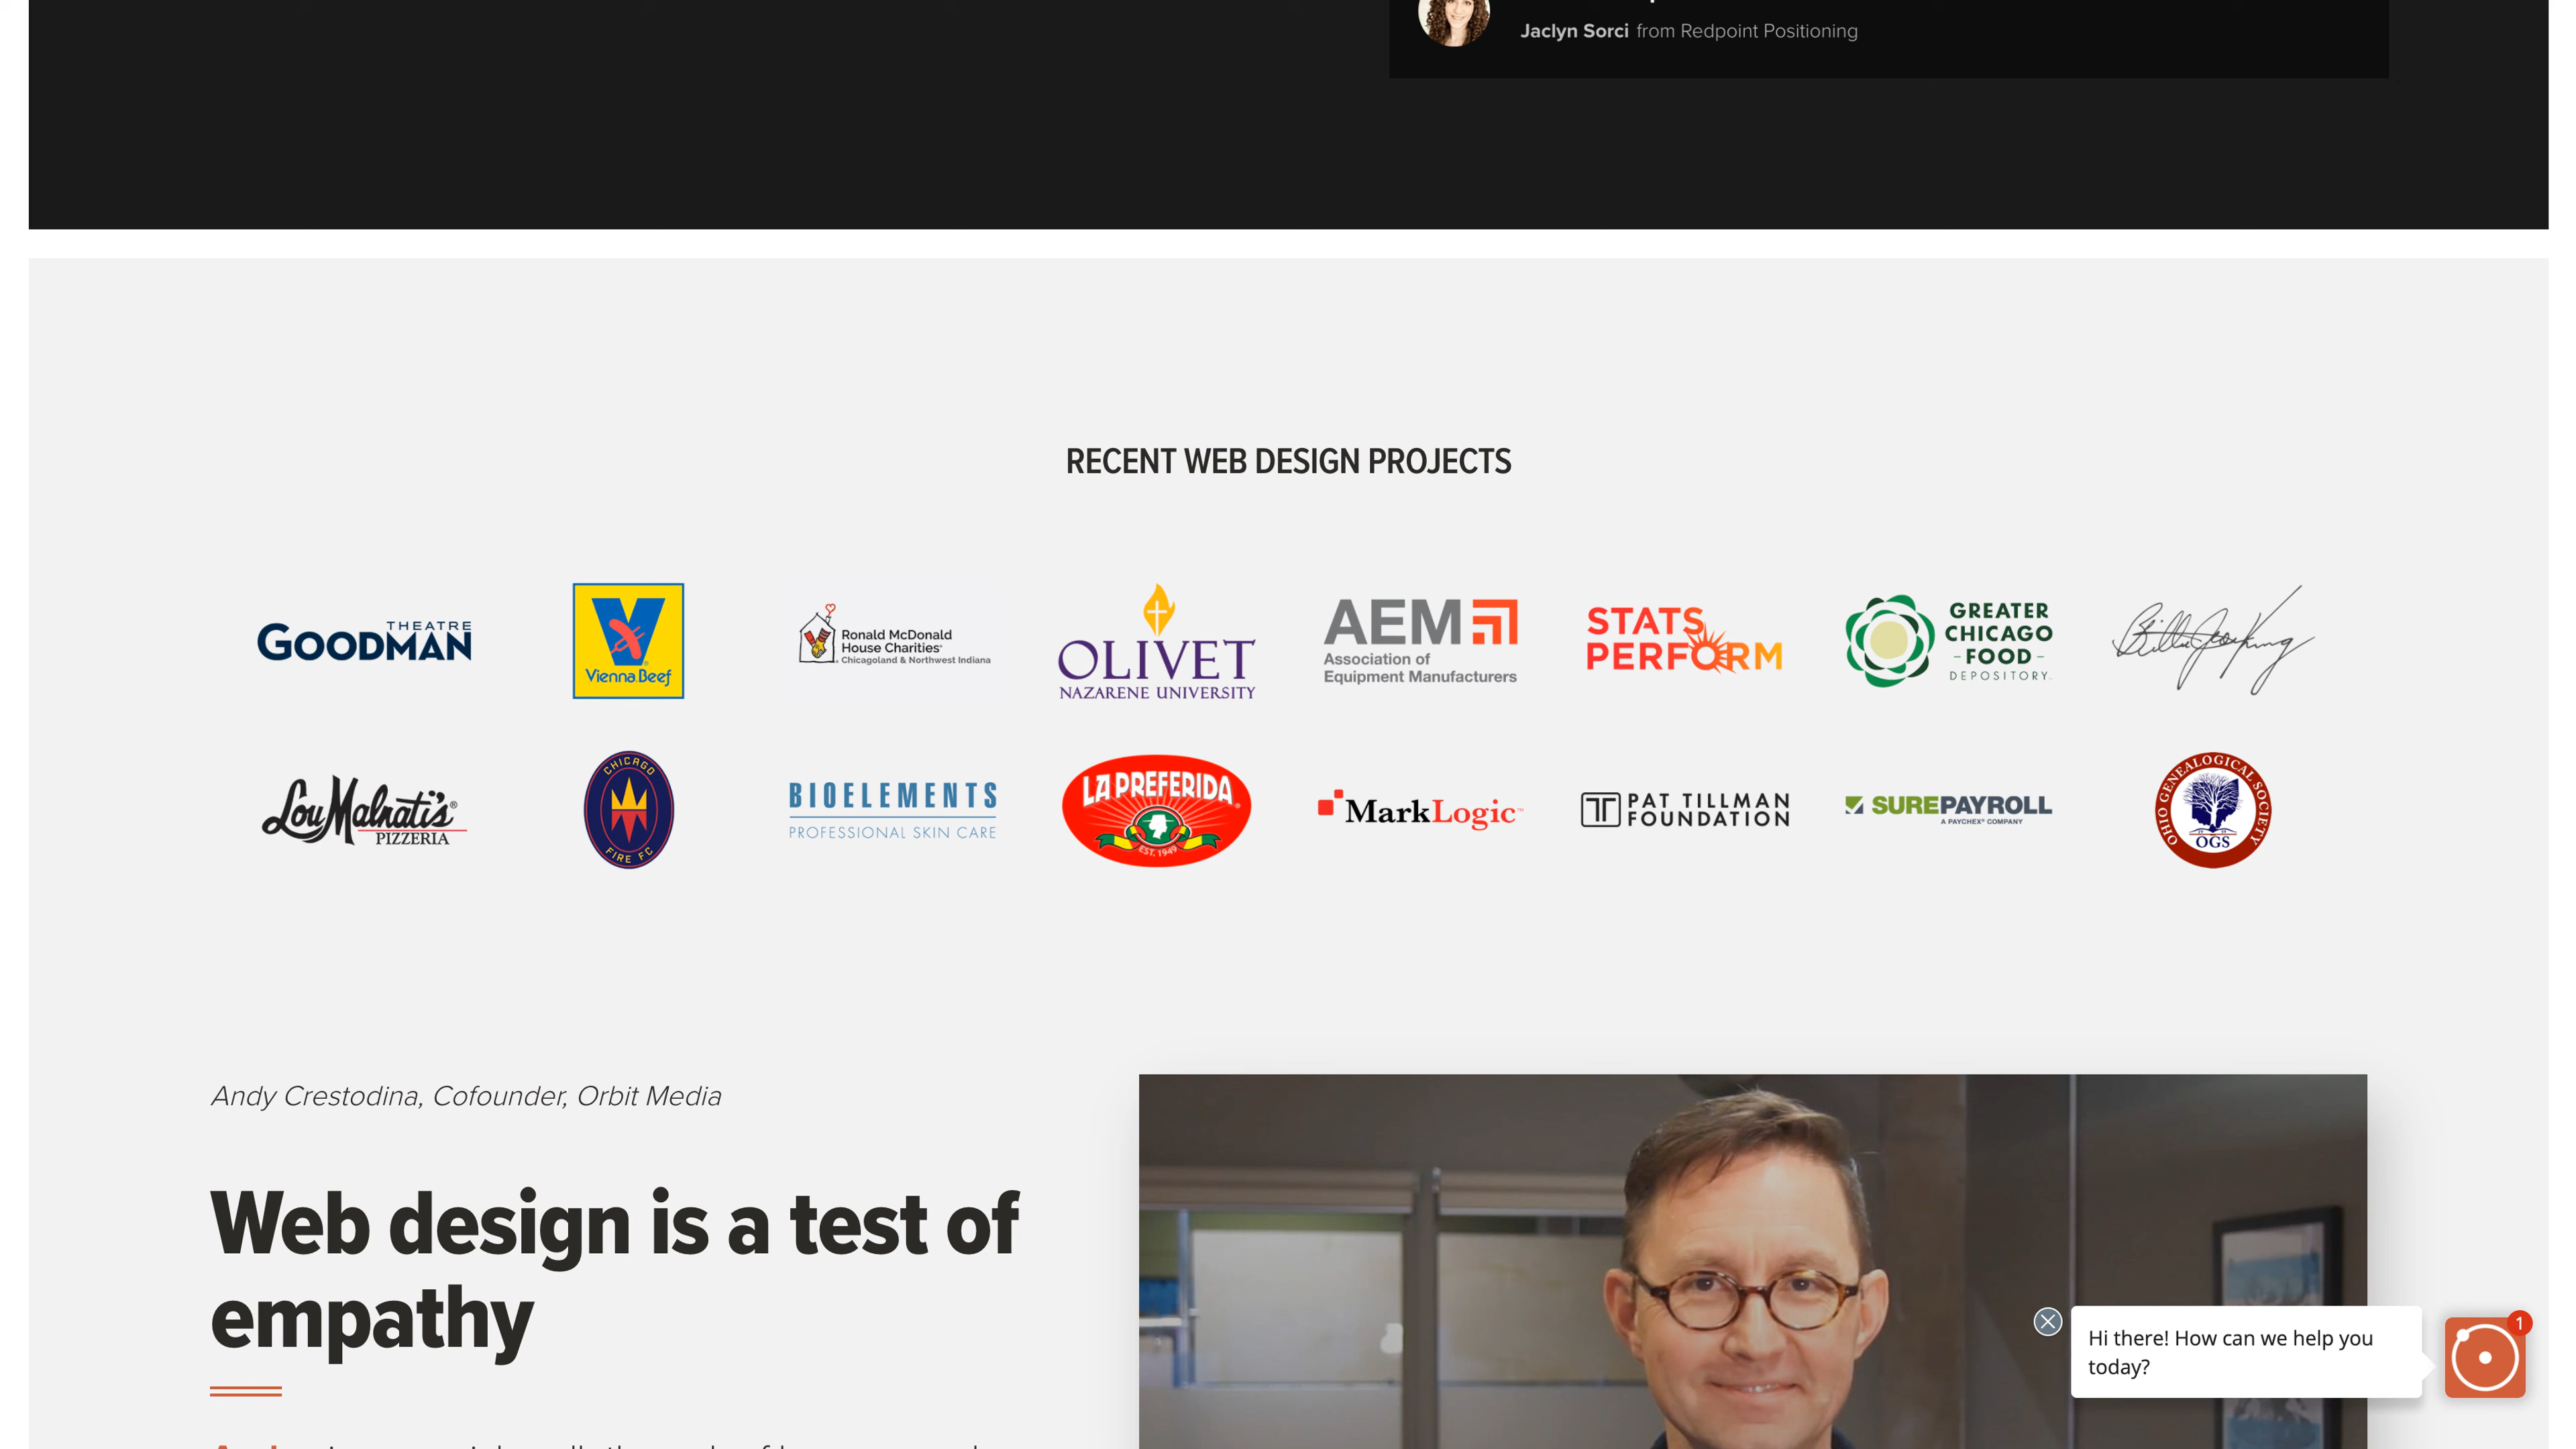 Jaclyn Sorci from Redpoint Positioning
RECENT WEB DESIGN PROJECTS
THEATRE
GOODMAN
Vienna Beef
Ronald McDonald
House Charities
Chicagoland & Northwest Indiana
OLIVET
NAZARENE UNIVERSITY
AEM
Association of
Equipment Manufacturers
STATS
PERFORM
GREATER
CHICAGO
- FOOD -
DEPOSITORY
Billie Jean King
Lou Malnati's®
PIZZERIA
CHICAGO
FIRE FC
BIOELEMENTS
PROFESSIONAL SKIN CARE
LA PREFERIDA
EST. 1949
MarkLogic
PAT TILLMAN
FOUNDATION
SUREPAYROLL
A PAYCHEX® COMPANY
OHIO GENEALOGICAL SOCIETY
OGS
Andy Crestodina, Cofounder, Orbit Media
Web design is a test of
empathy
Hi there! How can we help you
today?
1